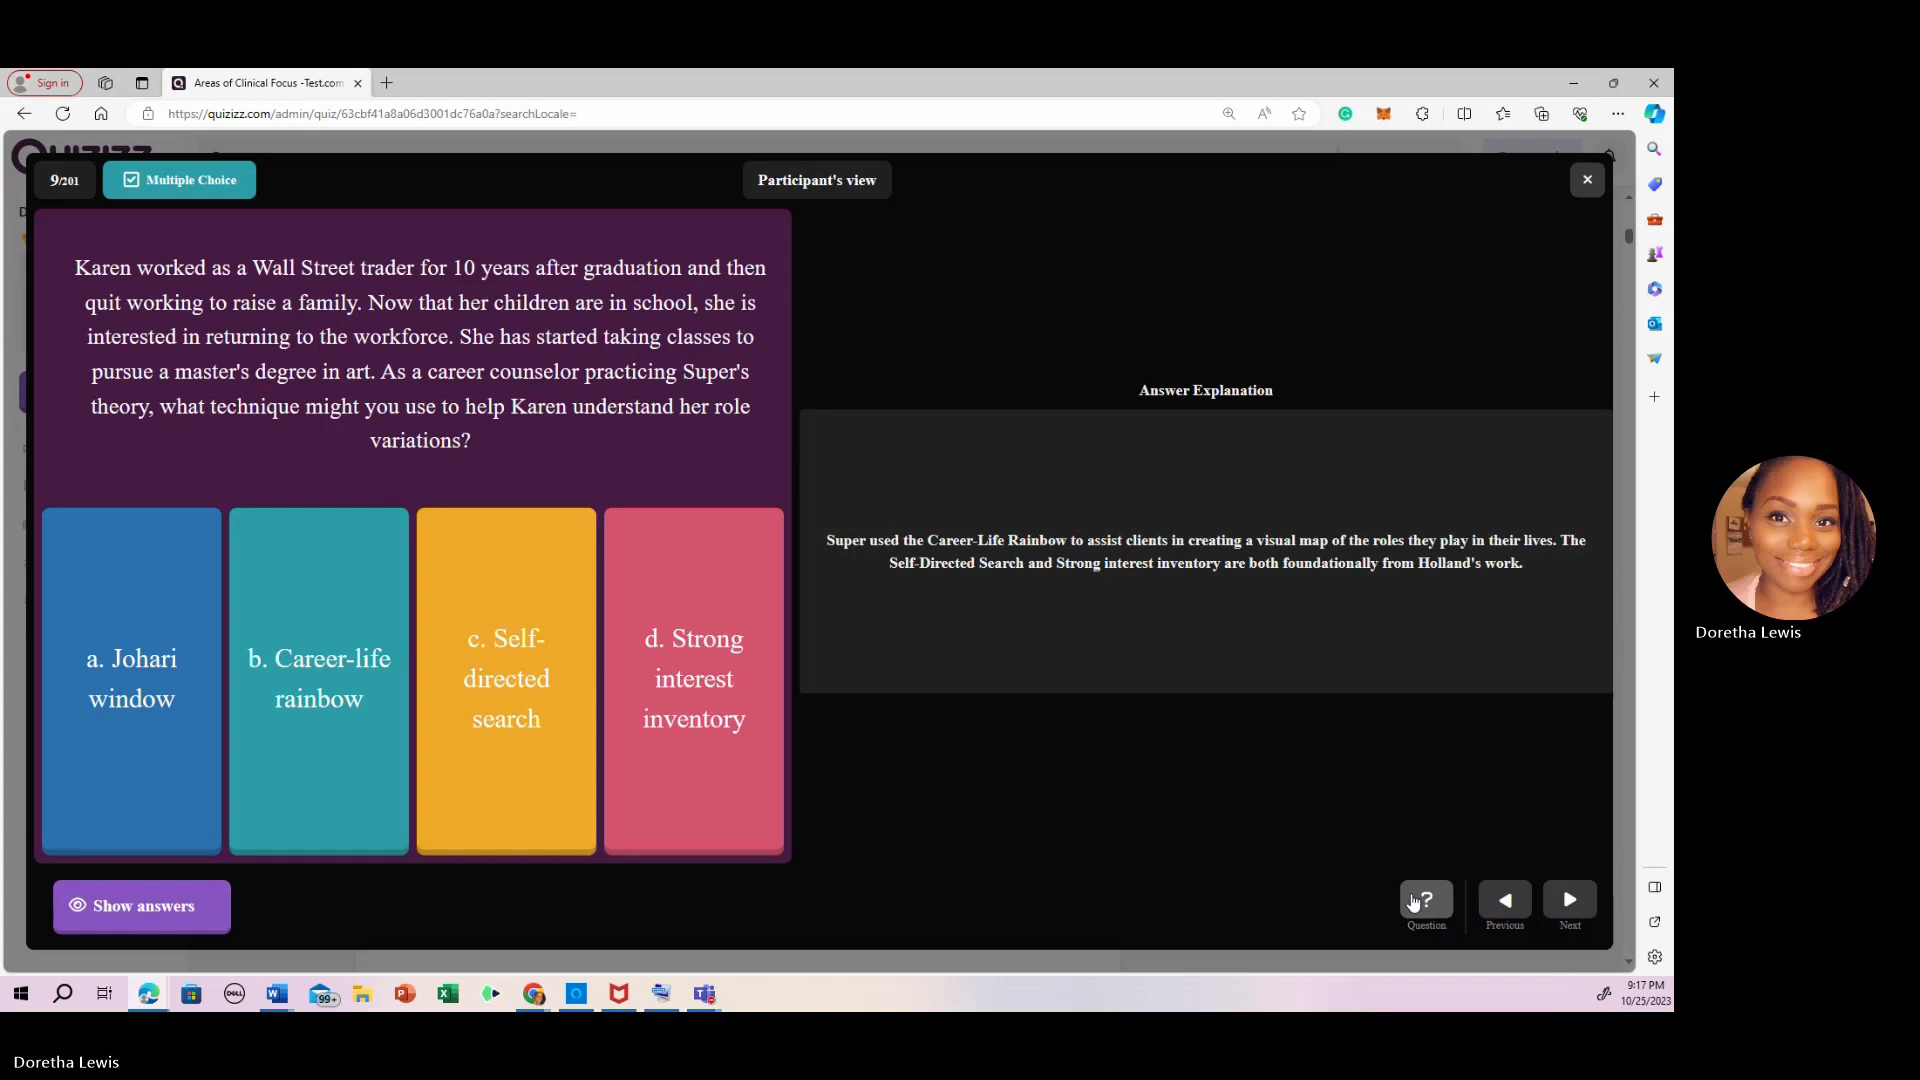 Sign in
Areas of Clinical Focus -Test.com
https://quizizz.com/admin/quiz/63cbf41a8a06d3001dc76a0a?searchLocale=
9/201
Multiple Choice
Participant's view
Karen worked as a Wall Street trader for 10 years after graduation and then
quit working to raise a family. Now that her children are in school, she is
interested in returning to the workforce. She has started taking classes to
pursue a master's degree in art. As a career counselor practicing Super's
theory, what technique might you use to help Karen understand her role
variations?
a. Johari
window
b. Career-life
rainbow
c. Self-
directed
search
d. Strong
interest
inventory
Answer Explanation
Super used the Career-Life Rainbow to assist clients in creating a visual map of the roles they play in their lives. The
Self-Directed Search and Strong interest inventory are both foundationally from Holland's work.
Show answers
?
Question
Previous
Next
DELL
99+
9:17 PM
10/25/2023
Doretha Lewis
Doretha Lewis